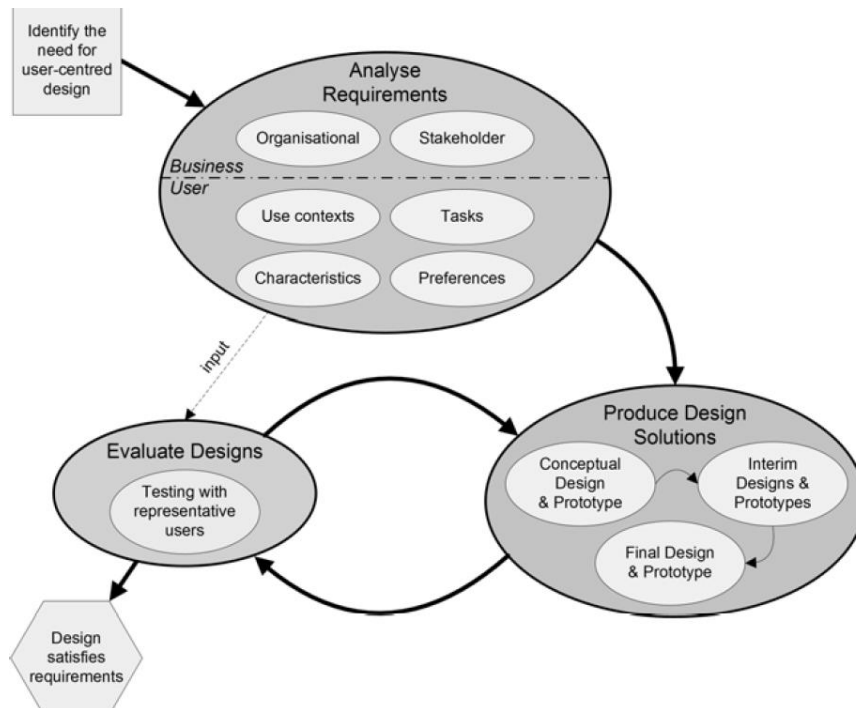 Identify the
need for
user-centred
design
Analyse
Requirements
Organisational
Stakeholder
Business
User
Use contexts
Tasks
Characteristics
Preferences
input
Evaluate Designs
Testing with
representative
users
Produce Design
Solutions
Conceptual
Design
& Prototype
Interim
Designs &
Prototypes
Final Design
& Prototype
Design
satisfies
requirements